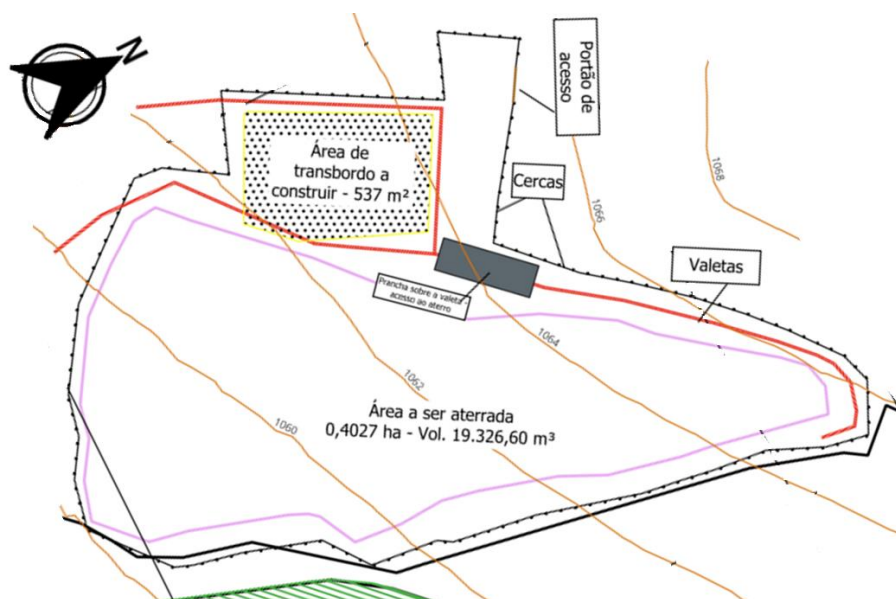 N
Portão de
acesso
Área de
transbordo a
construir - 537 m²
Cercas
1068
1066
Valetas
Prancha sobre a valeta -
acesso ao aterro
1064
1062
1060
Área a ser aterrada
0,4027 ha - Vol. 19.326,60 m³